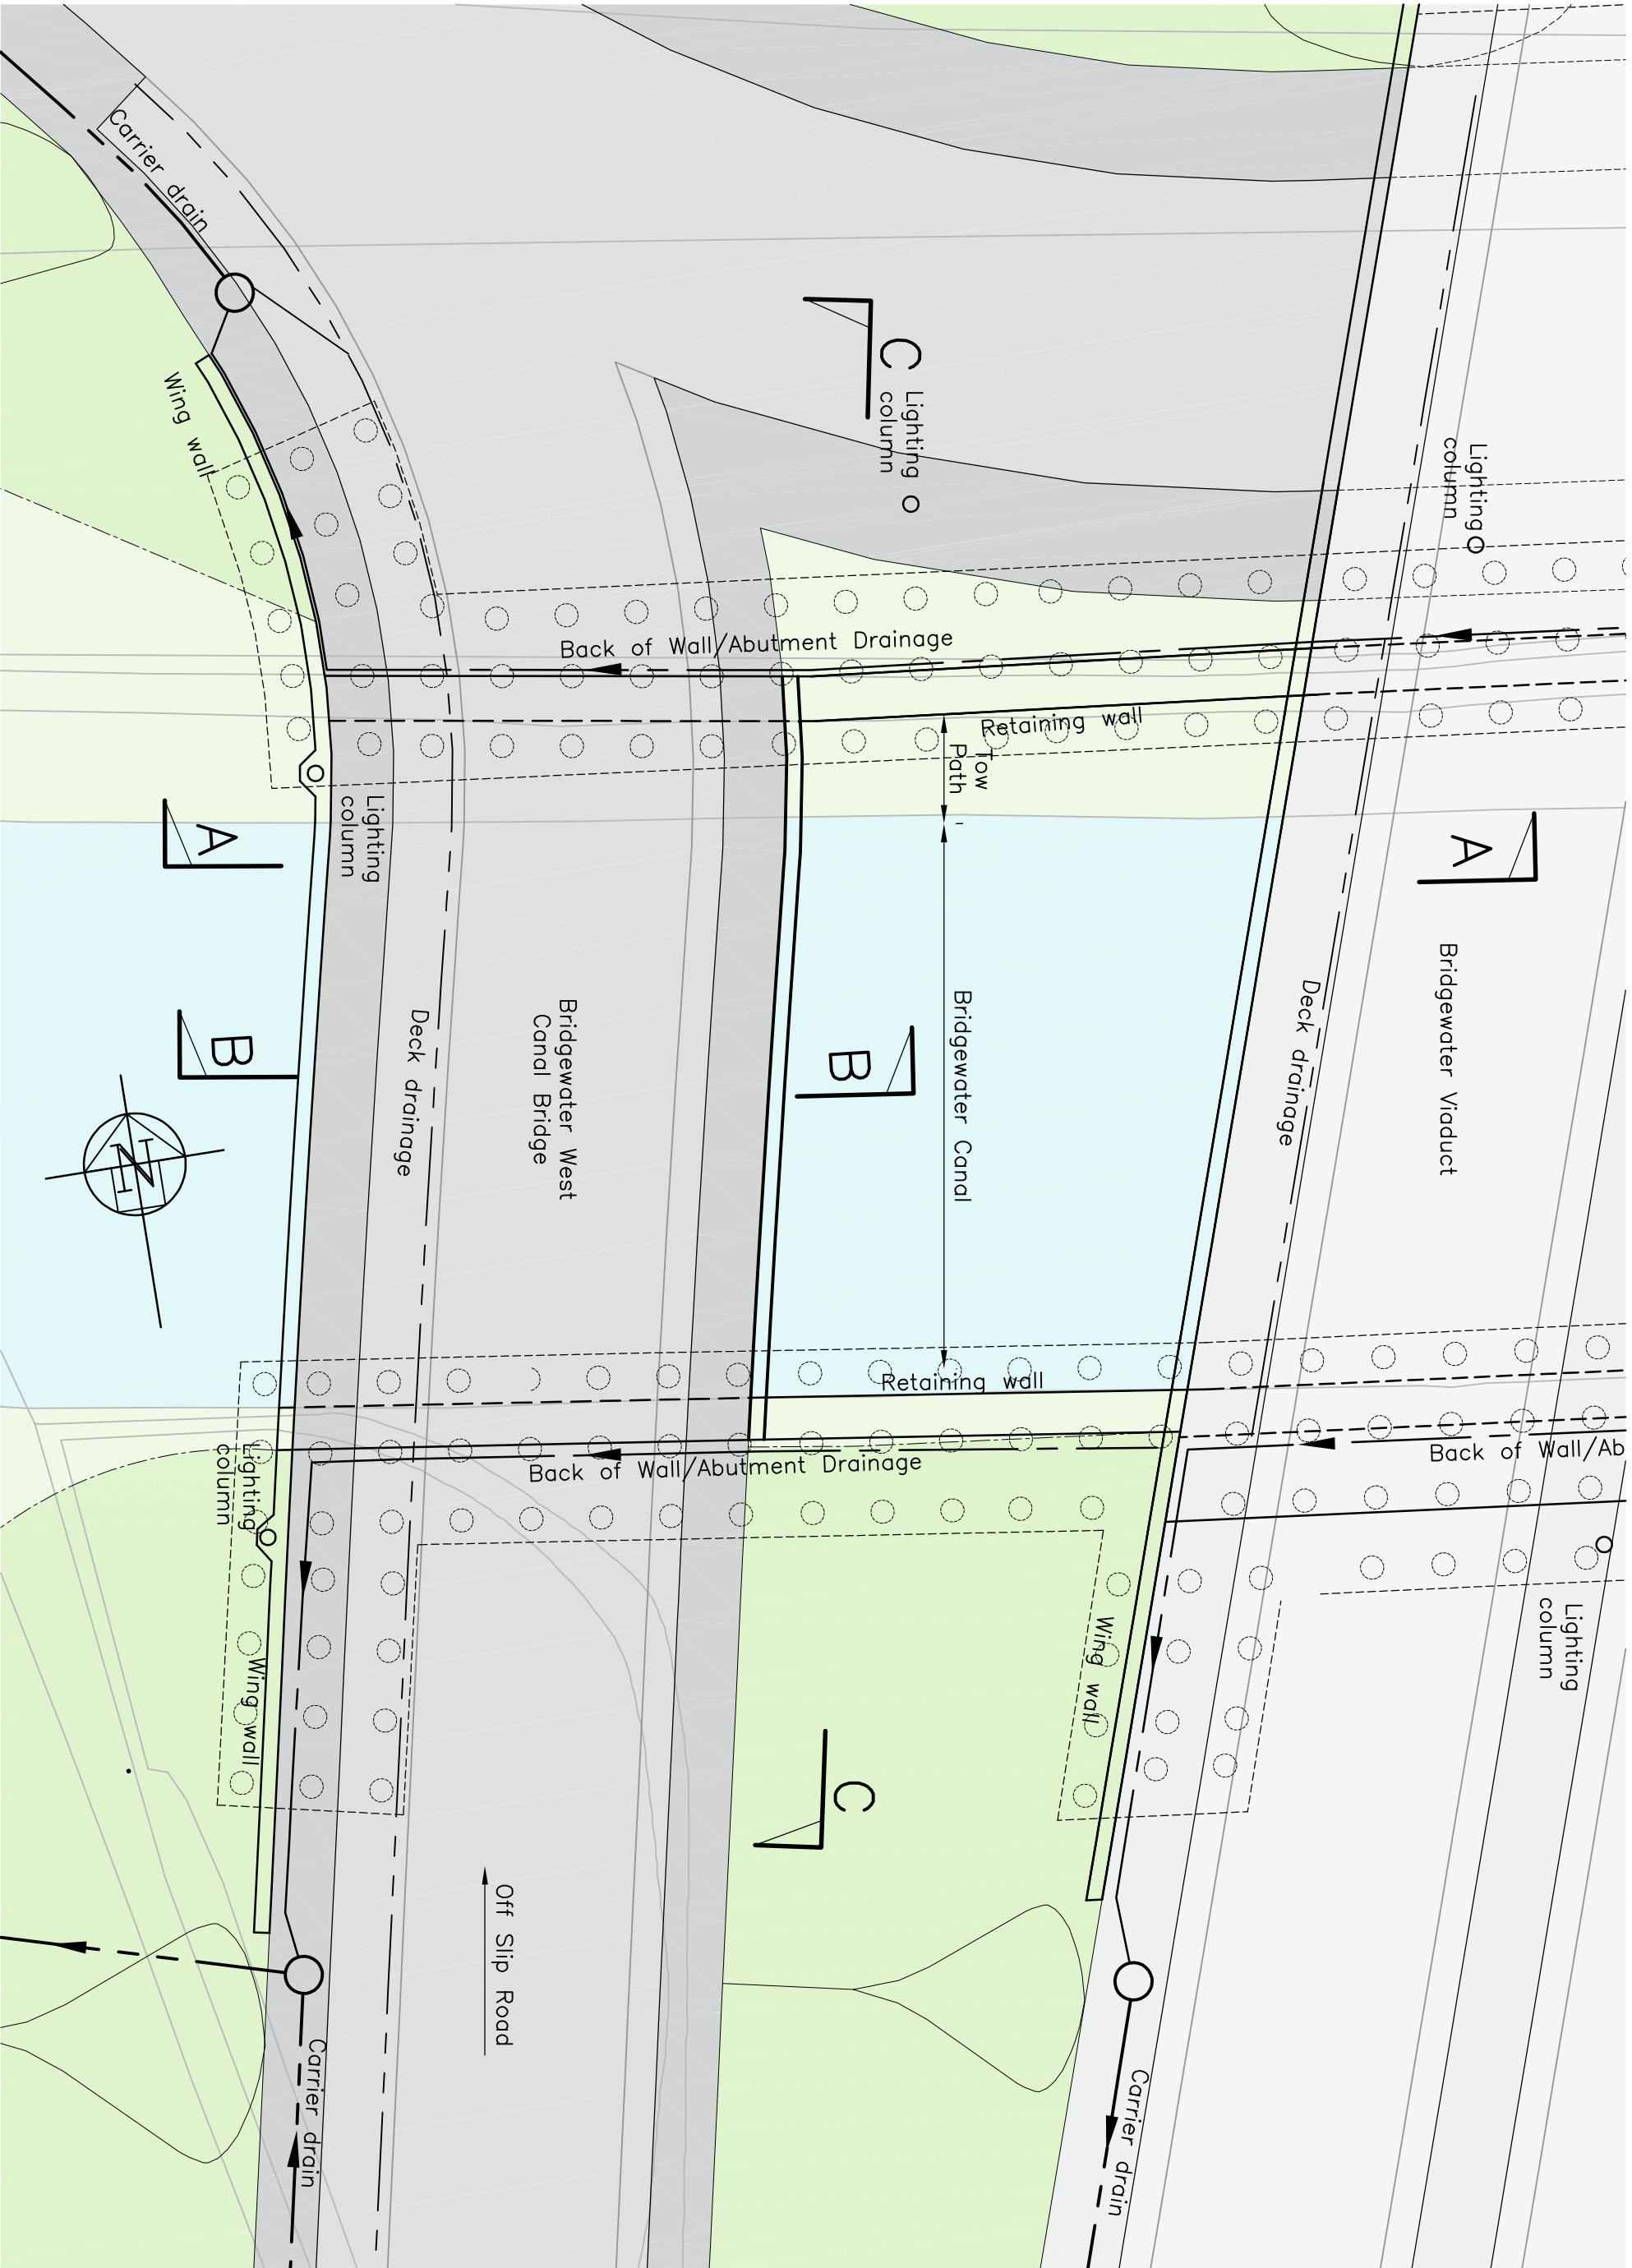 Carrier drain
Wing wall
C
Lighting
column
Lighting
column
Back of Wall/Abutment Drainage
Retaining wall
Tow
Path
Lighting
column
A
A
B
B
Deck drainage
Bridgewater West
Canal Bridge
Bridgewater Canal
Deck drainage
Bridgewater Viaduct
N
Retaining wall
Back of Wall/Abutment Drainage
Back of Wall/Ab
Lighting
column
Wing wall
Wing wall
Lighting
column
C
Off Slip Road
Carrier drain
Carrier drain